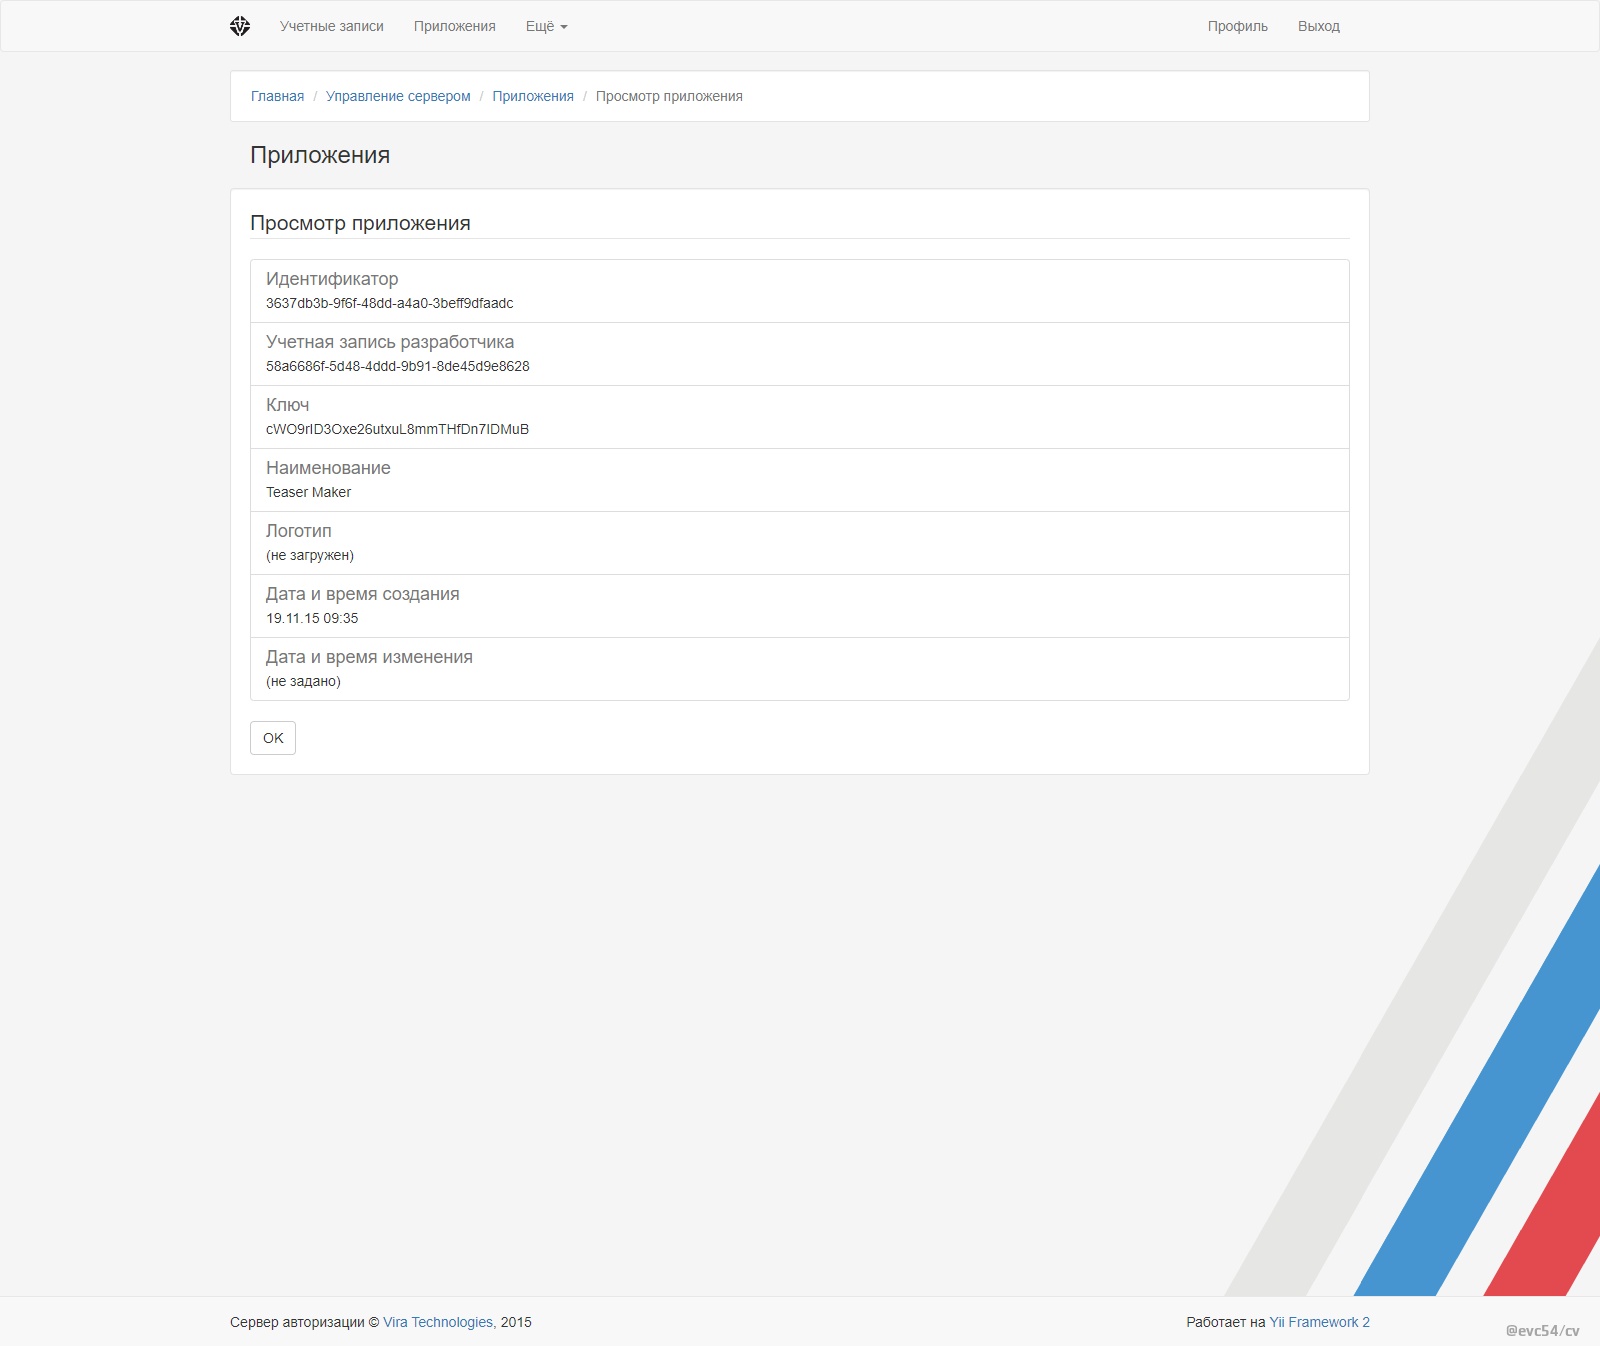 Учетные записи Приложения Ещё Профиль Выход
Главная / Управление сервером / Приложения / Просмотр приложения
Приложения
Просмотр приложения
Идентификатор
3637db3b-9f6f-48dd-a4a0-3beff9dfaadc
Учетная запись разработчика
58a6686f-5d48-4ddd-9b91-8de45d9e8628
Ключ
cWO9rID3Oxe26utxuL8mmTHfDn7IDMuB
Наименование
Teaser Maker
Логотип
(не загружен)
Дата и время создания
19.11.15 09:35
Дата и время изменения
(не задано)
OK
Сервер авторизации © Vira Technologies, 2015 Работает на Yii Framework 2
@evc54/cv